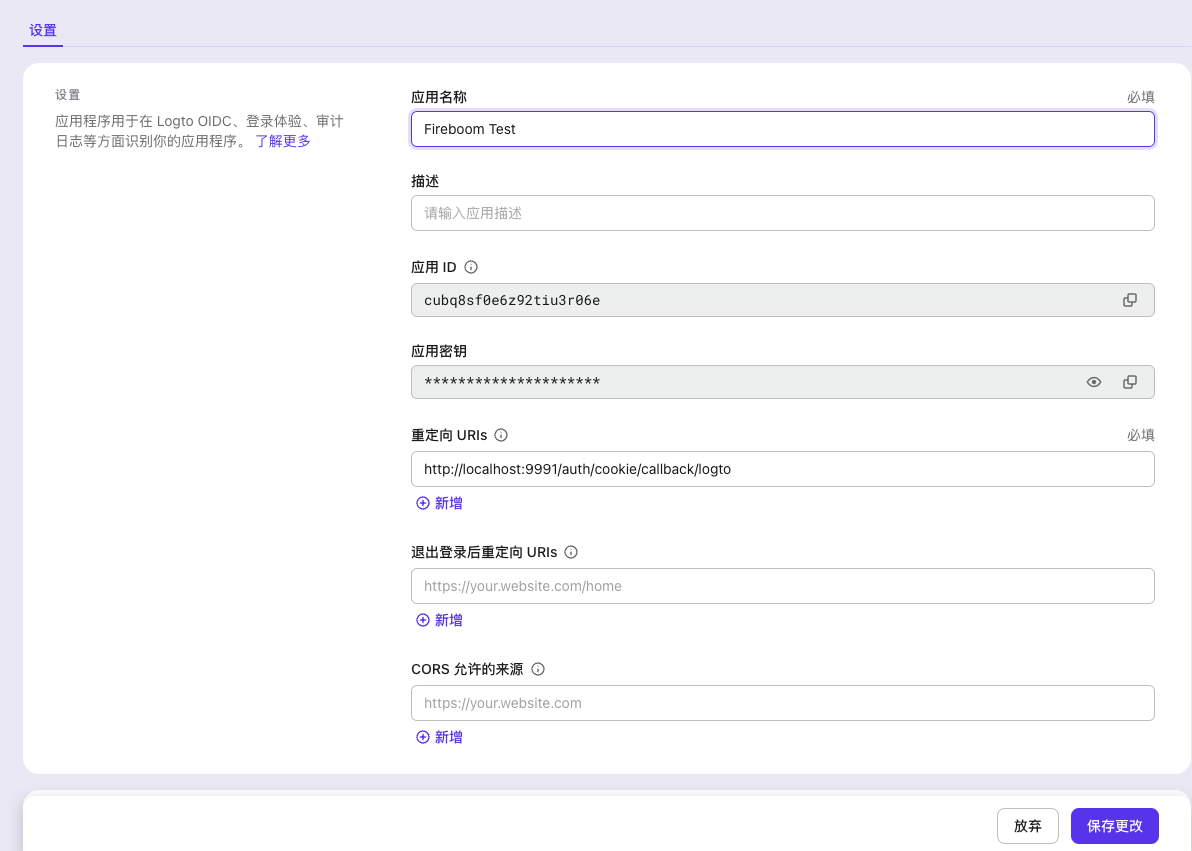 设置
设置
应用程序用于在 Logto OIDC、登录体验、审计
日志等方面识别你的应用程序。 了解更多
应用名称
必填
Fireboom Test
描述
请输入应用描述
应用 ID
cubq8sf0e6z92tiu3r06e
应用密钥
*********************
重定向 URIs
必填
http://localhost:9991/auth/cookie/callback/logto
新增
退出登录后重定向 URIs
https://your.website.com/home
新增
CORS 允许的来源
https://your.website.com
新增
放弃
保存更改